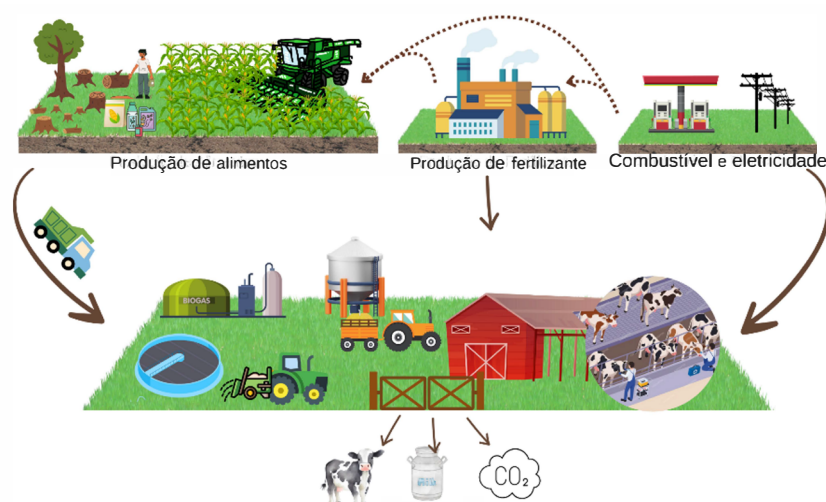 Produção de alimentos
Produção de fertilizante
Combustível e eletricidade
BIOGAS
CO₂